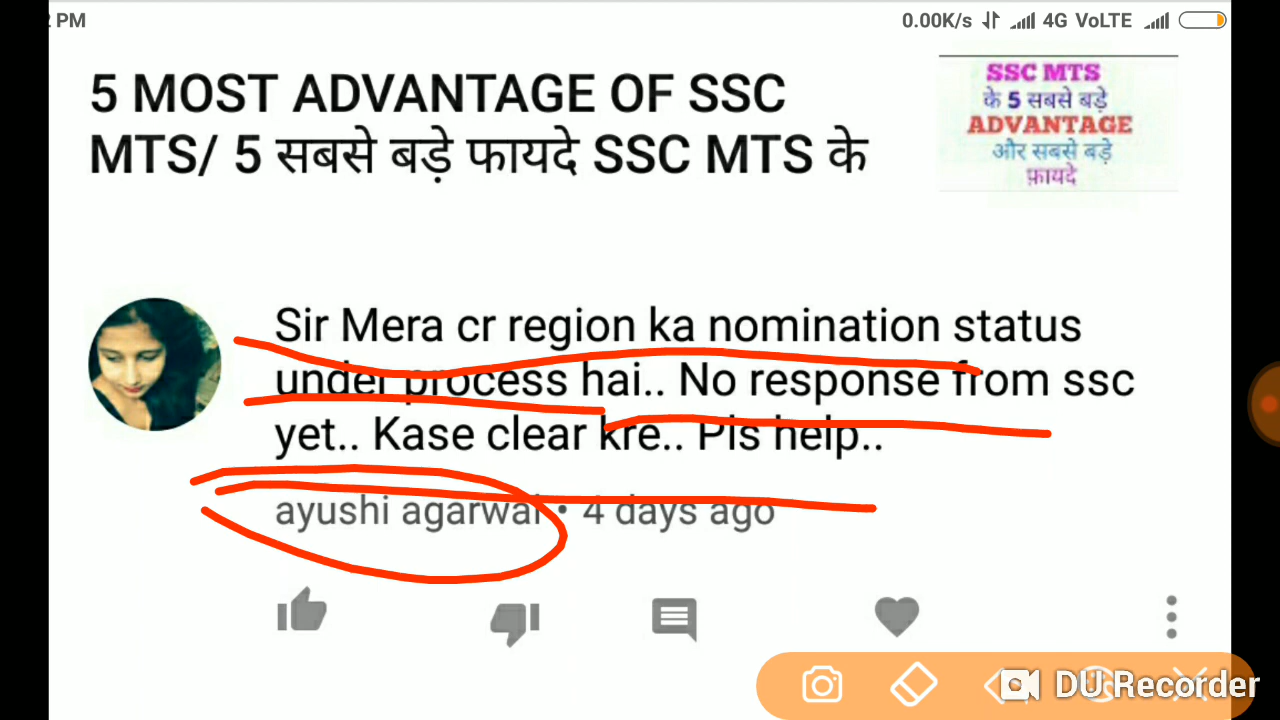 PM
0.00K/s 4G VoLTE
5 MOST ADVANTAGE OF SSC
MTS/ 5 सबसे बड़े फायदे SSC MTS के
SSC MTS
के 5 सबसे बड़े
ADVANTAGE
और सबसे बड़े
फ़ायदे
Sir Mera cr region ka nomination status
under process hai.. No response from ssc
yet.. Kase clear kre.. Pls help..
ayushi agarwal • 4 days ago
DU Recorder